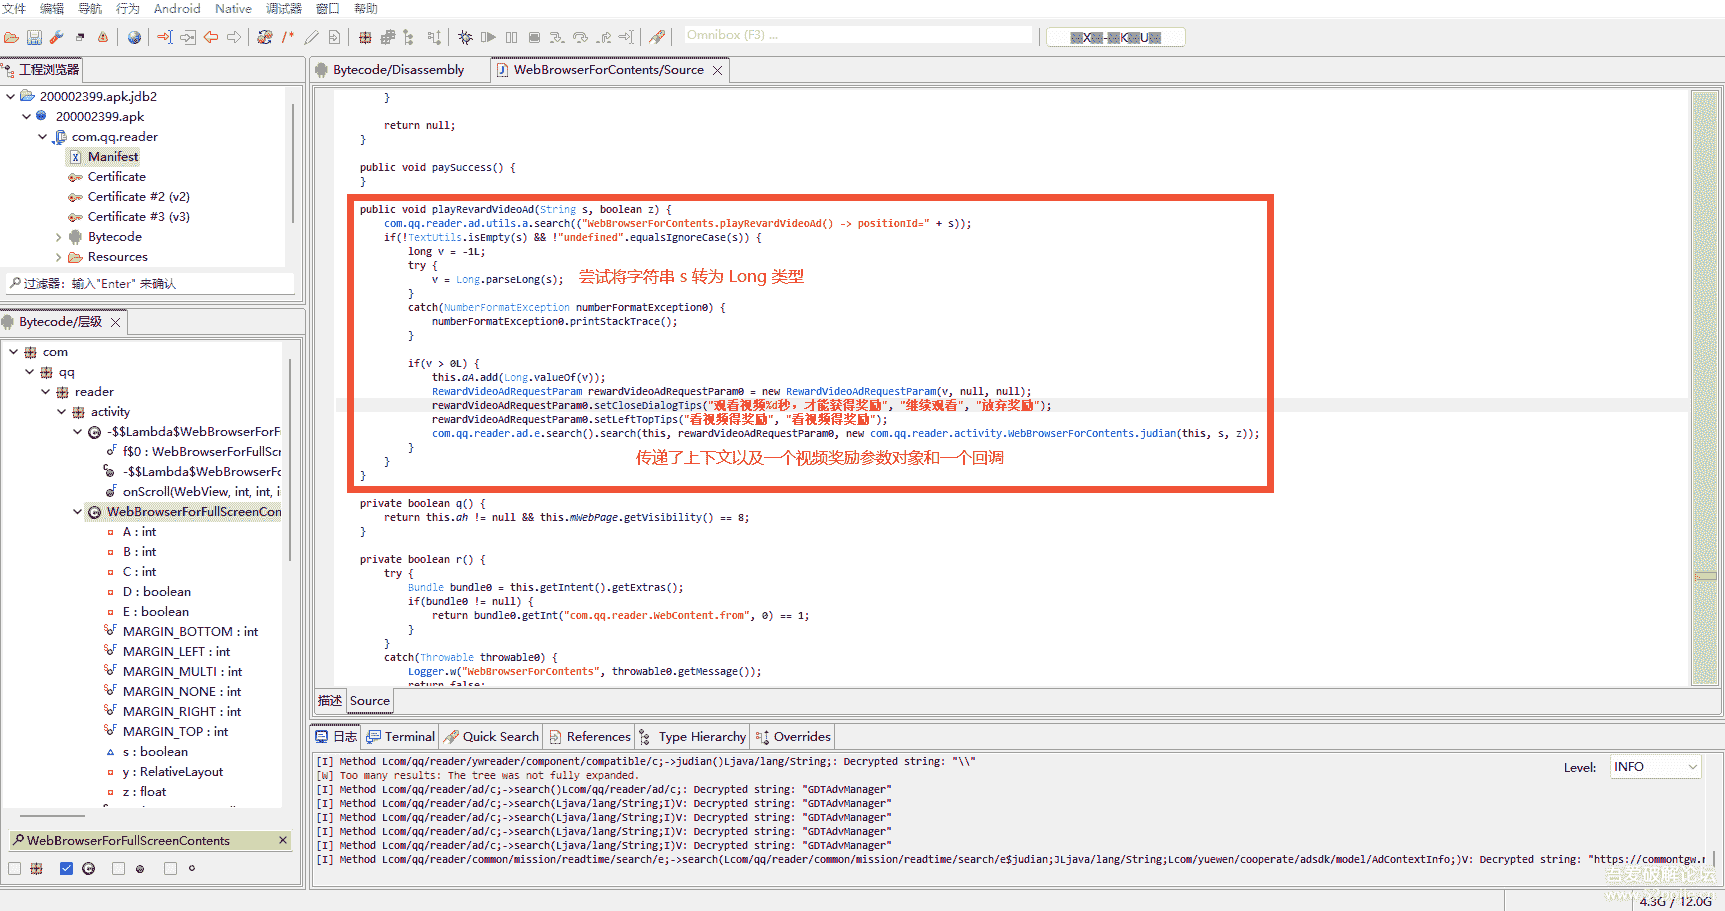 文件 编辑 导航 行为 Android Native 调试器 窗口 帮助
Omnibox (F3) ...
工程浏览器
200002399.apk.jdb2
200002399.apk
com.qq.reader
Manifest
Certificate
Certificate #2 (v2)
Certificate #3 (v3)
Bytecode
Resources
过滤器：输入"Enter" 来确认
Bytecode/层级
com
qq
reader
activity
-$$Lambda$WebBrowserForF
f$0 : WebBrowserForFullScr
-$$Lambda$WebBrowserFo
onScroll(WebView, int, int, i
WebBrowserForFullScreenCon
A : int
B : int
C : int
D : boolean
E : boolean
MARGIN_BOTTOM : int
MARGIN_LEFT : int
MARGIN_MULTI : int
MARGIN_NONE : int
MARGIN_RIGHT : int
MARGIN_TOP : int
s : boolean
y : RelativeLayout
z : float
WebBrowserForFullScreenContents
Bytecode/Disassembly WebBrowserForContents/Source
}
return null;
}
public void paySuccess() {
}
public void playRevardVideoAd(String s, boolean z) {
com.qq.reader.ad.utils.a.search(("WebBrowserForContents.playRevardVideoAd() -> positionId=" + s));
if(!TextUtils.isEmpty(s) && !"undefined".equalsIgnoreCase(s)) {
long v = -1L;
try {
v = Long.parseLong(s); 尝试将字符串 s 转为 Long 类型
}
catch(NumberFormatException numberFormatException0) {
numberFormatException0.printStackTrace();
}
if(v > 0L) {
this.aA.add(Long.valueOf(v));
RewardVideoAdRequestParam rewardVideoAdRequestParam0 = new RewardVideoAdRequestParam(v, null, null);
rewardVideoAdRequestParam0.setCloseDialogTips("观看视频%d秒，才能获得奖励", "继续观看", "放弃奖励");
rewardVideoAdRequestParam0.setLeftTopTips("看视频得奖励", "看视频得奖励");
com.qq.reader.ad.e.search().search(this, rewardVideoAdRequestParam0, new com.qq.reader.activity.WebBrowserForContents.judian(this, s, z));
}
}
传递了上下文以及一个视频奖励参数对象和一个回调
}
private boolean q() {
return this.ah != null && this.mWebPage.getVisibility() == 8;
}
private boolean r() {
try {
Bundle bundle0 = this.getIntent().getExtras();
if(bundle0 != null) {
return bundle0.getInt("com.qq.reader.WebContent.from", 0) == 1;
}
}
catch(Throwable throwable0) {
Logger.w("WebBrowserForContents", throwable0.getMessage());
return false;
描述 Source
日志 Terminal Quick Search References Type Hierarchy Overrides
[I] Method Lcom/qq/reader/ywreader/component/compatible/c;->judian()Ljava/lang/String;: Decrypted string: "\\"
[W] Too many results: The tree was not fully expanded.
[I] Method Lcom/qq/reader/ad/c;->search()Lcom/qq/reader/ad/c;: Decrypted string: "GDTAdvManager"
[I] Method Lcom/qq/reader/ad/c;->search(Ljava/lang/String;I)V: Decrypted string: "GDTAdvManager"
[I] Method Lcom/qq/reader/ad/c;->search(Ljava/lang/String;I)V: Decrypted string: "GDTAdvManager"
[I] Method Lcom/qq/reader/ad/c;->search(Ljava/lang/String;I)V: Decrypted string: "GDTAdvManager"
[I] Method Lcom/qq/reader/ad/c;->search(Ljava/lang/String;I)V: Decrypted string: "GDTAdvManager"
[I] Method Lcom/qq/reader/common/mission/readtime/search/e;->search(Lcom/qq/reader/common/mission/readtime/search/e$judian;JLjava/lang/String;Lcom/yuewen/cooperate/adsdk/model/AdContextInfo;)V: Decrypted string: "https://commontgw.r
Level: INFO
吾爱破解论坛
www.52pojie.cn
4.3G / 12.0G